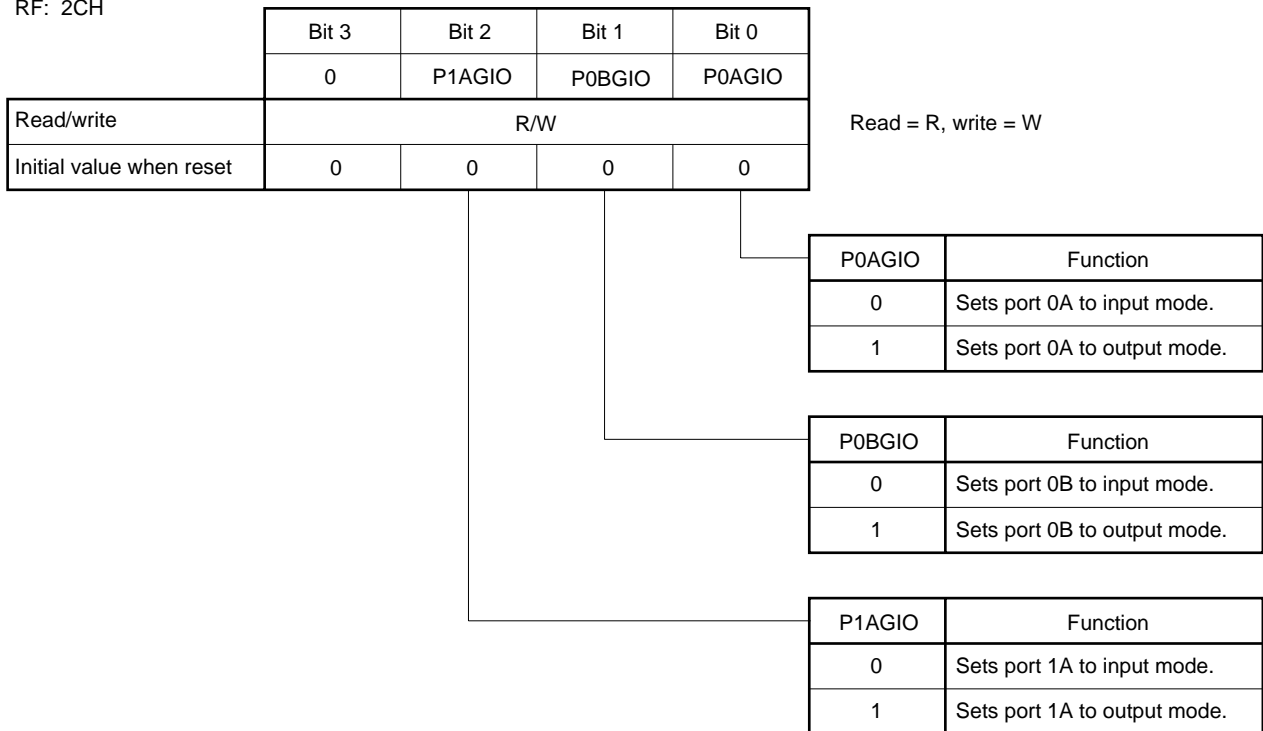 RF: 2CH
Bit 3 Bit 2 Bit 1 Bit 0
0 P1AGIO P0BGIO P0AGIO
Read/write R/W
Read = R, write = W
Initial value when reset 0 0 0 0
P0AGIO Function
0 Sets port 0A to input mode.
1 Sets port 0A to output mode.
P0BGIO Function
0 Sets port 0B to input mode.
1 Sets port 0B to output mode.
P1AGIO Function
0 Sets port 1A to input mode.
1 Sets port 1A to output mode.